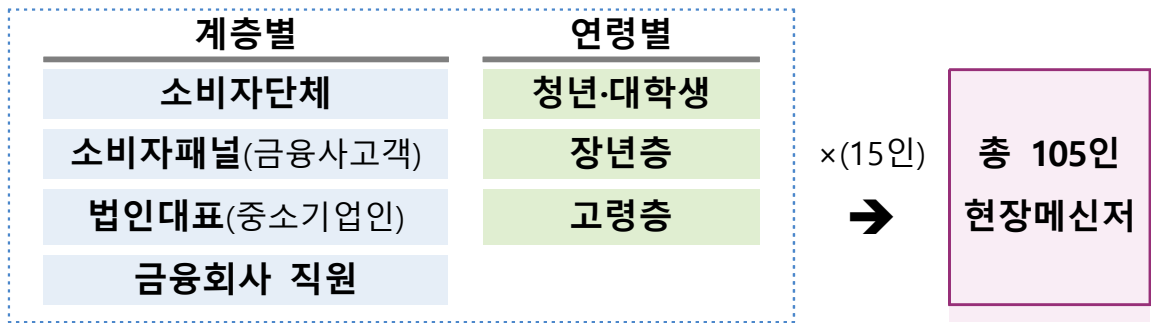 계층별
소비자단체
소비자패널(금융사고객)
법인대표(중소기업인)
금융회사 직원
연령별
청년·대학생
장년층
고령층
×(15인)
➔
총 105인
현장메신저